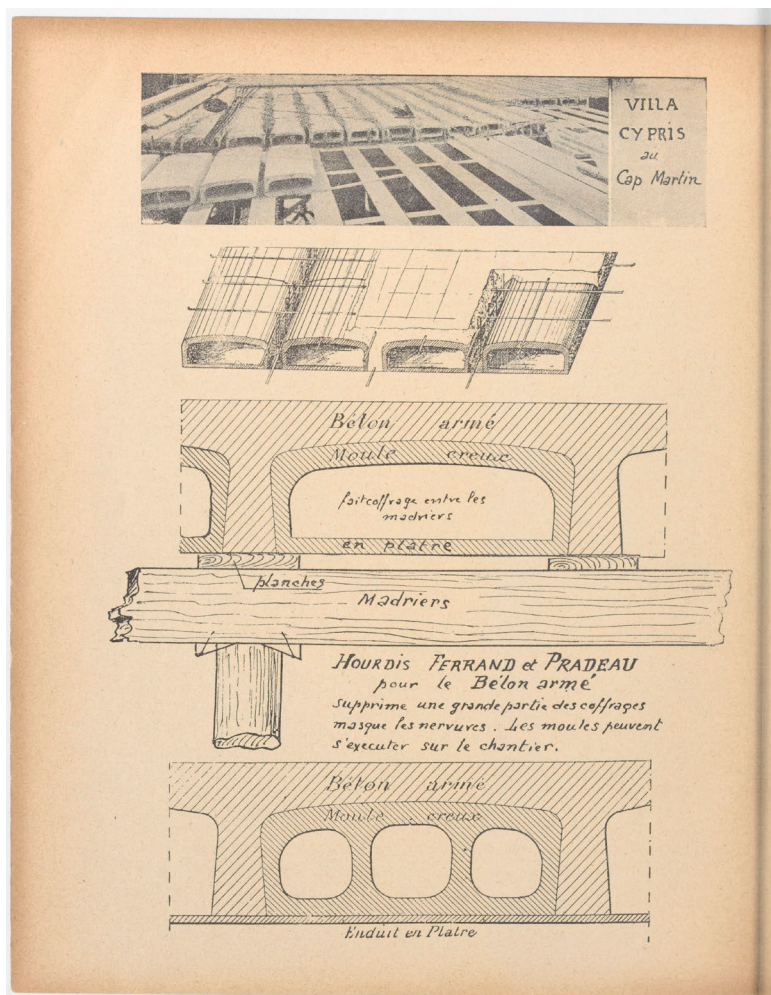 VILLA
CYPRIS
au
Cap Martin
Béton armé
Moule creux
fait coffrage entre les
madriers
en platre
planches
Madriers
HOURDIS FERRAND et PRADEAU
pour le Béton armé
supprime une grande partie des coffrages
masque les nervures. Les moules peuvent
s'executer sur le chantier.
Béton armé
Moule creux
Enduit en Platre